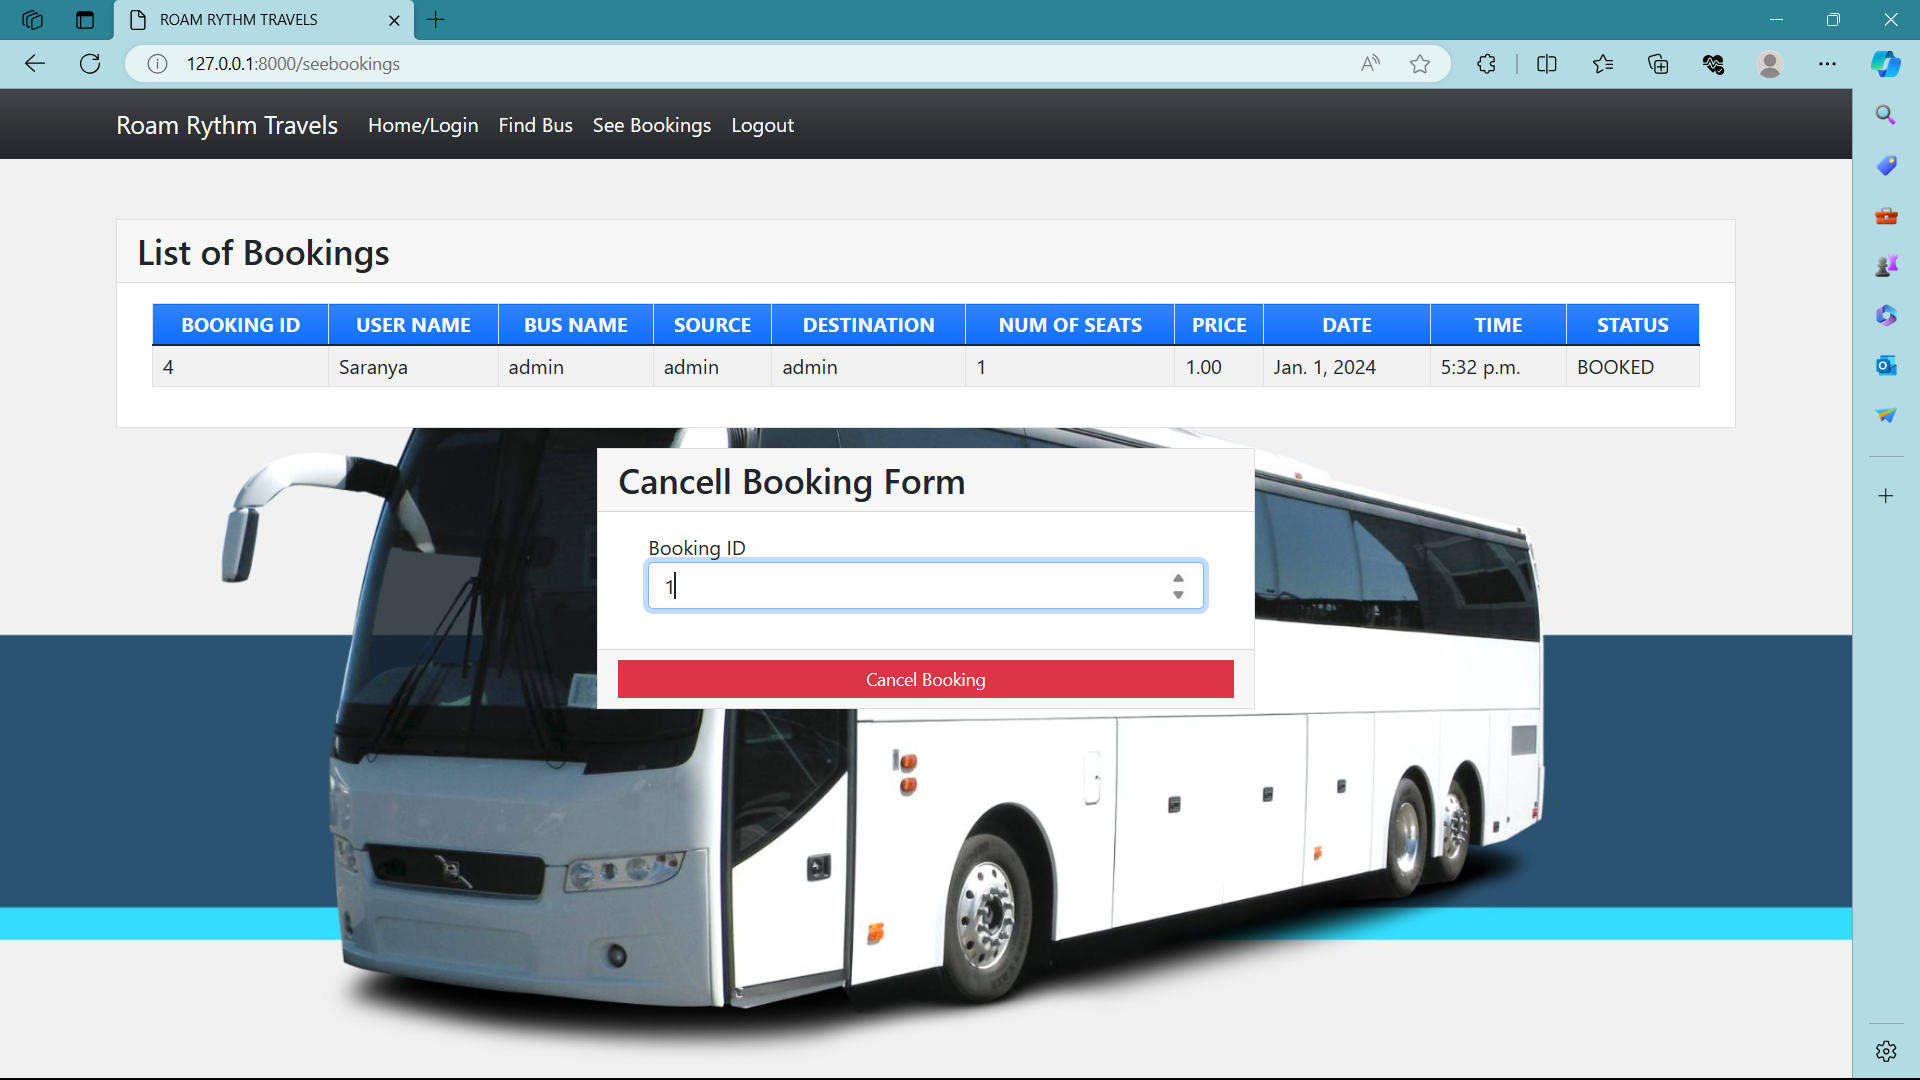 ROAM RYTHM TRAVELS
127.0.0.1:8000/seebookings
Roam Rythm Travels Home/Login Find Bus See Bookings Logout
List of Bookings
BOOKING ID USER NAME BUS NAME SOURCE DESTINATION NUM OF SEATS PRICE DATE TIME STATUS
4 Saranya admin admin admin 1 1.00 Jan. 1, 2024 5:32 p.m. BOOKED
Cancell Booking Form
Booking ID
1
Cancel Booking